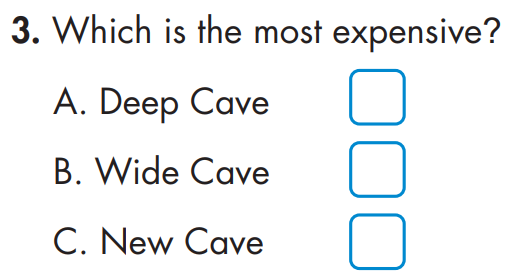 3. Which is the most expensive?
A. Deep Cave
B. Wide Cave
C. New Cave